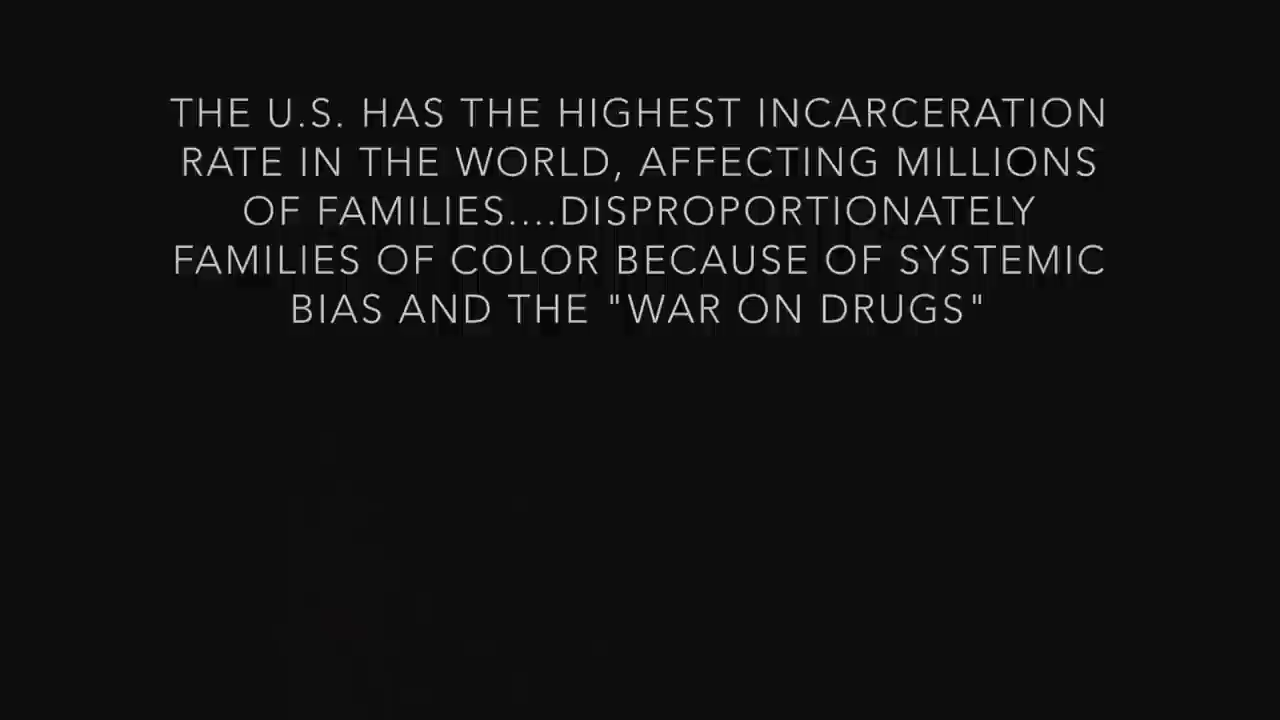 THE U.S. HAS THE HIGHEST INCARCERATION
RATE IN THE WORLD, AFFECTING MILLIONS
OF FAMILIES....DISPROPORTIONATELY
FAMILIES OF COLOR BECAUSE OF SYSTEMIC
BIAS AND THE "WAR ON DRUGS"